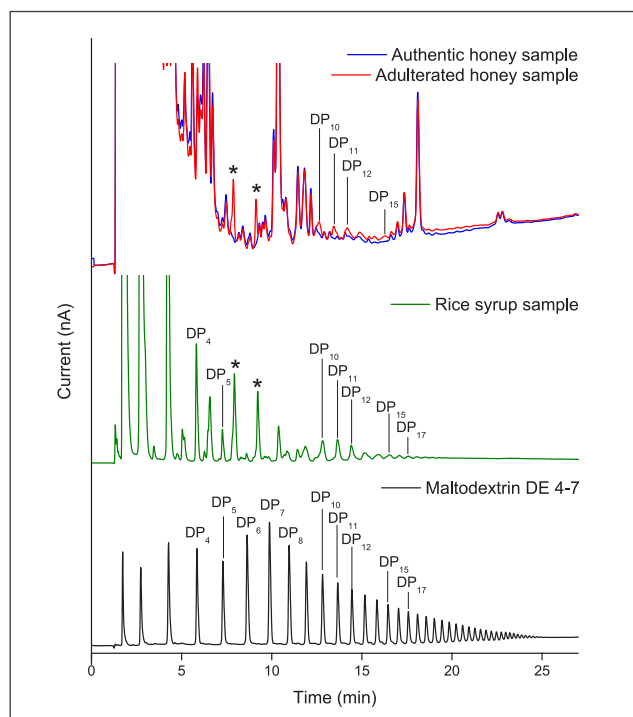 Authentic honey sample
Adulterated honey sample
DP10
DP11
DP12
DP15
*
*
Rice syrup sample
DP4
DP5
*
*
DP10
DP11
DP12
DP15
DP17
Maltodextrin DE 4-7
DP4
DP5
DP6
DP7
DP8
DP10
DP11
DP12
DP15
DP17
Current (nA)
0 5 10 15 20 25
Time (min)